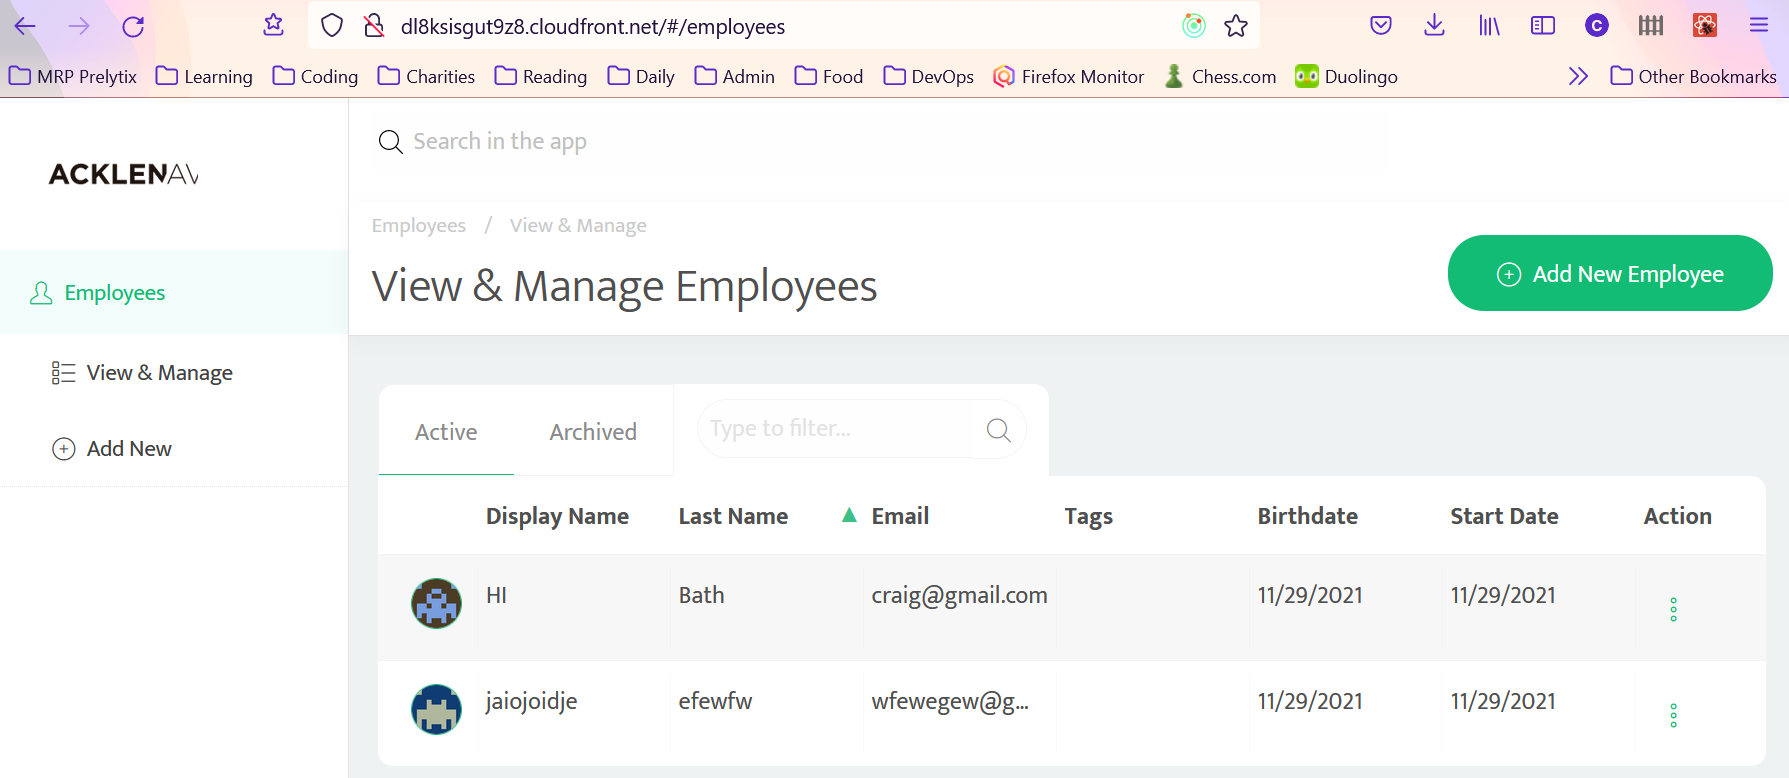 dl8ksisgut9z8.cloudfront.net/#/employees
C
MRP Prelytix Learning Coding Charities Reading Daily Admin Food DevOps Firefox Monitor Chess.com Duolingo Other Bookmarks
Search in the app
ACKLENAV
Employees / View & Manage
View & Manage Employees
Add New Employee
Employees
View & Manage
Add New
Active Archived Type to filter...
Display Name Last Name Email Tags Birthdate Start Date Action
HI Bath craig@gmail.com 11/29/2021 11/29/2021
jaiojoidje efewfw wfewegew@g... 11/29/2021 11/29/2021